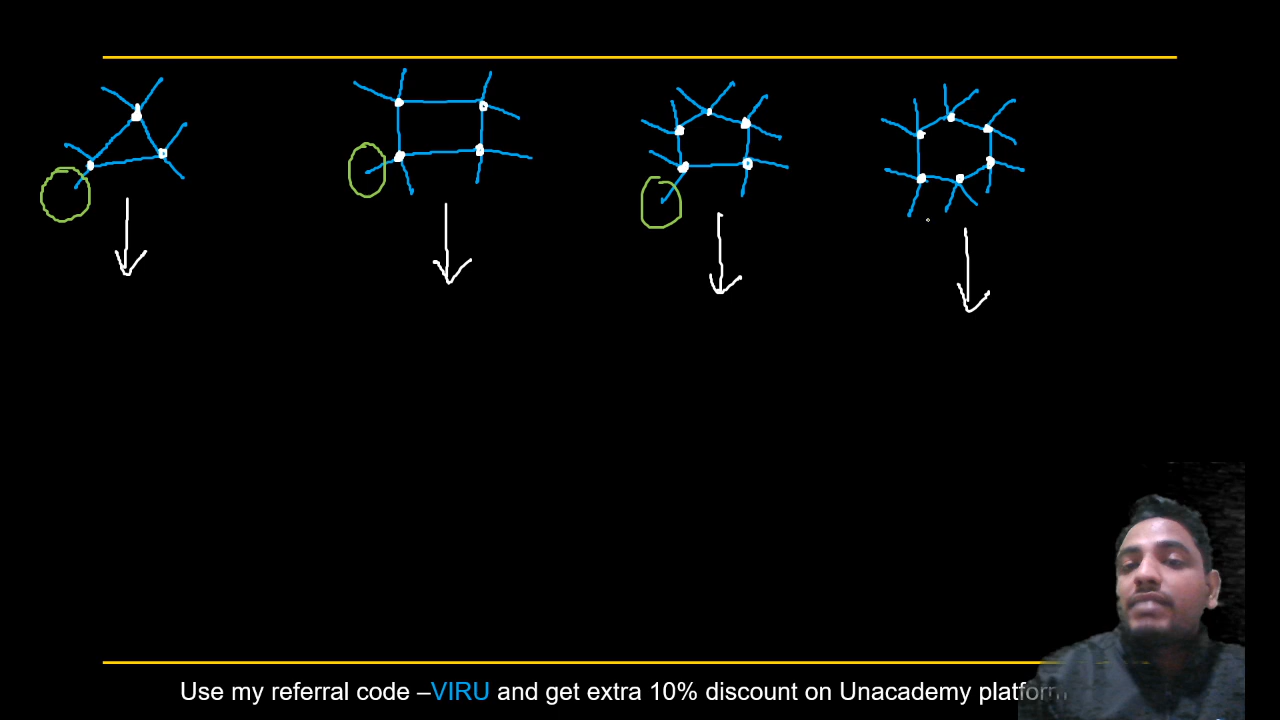 Use my referral code –VIRU and get extra 10% discount on Unacademy platform